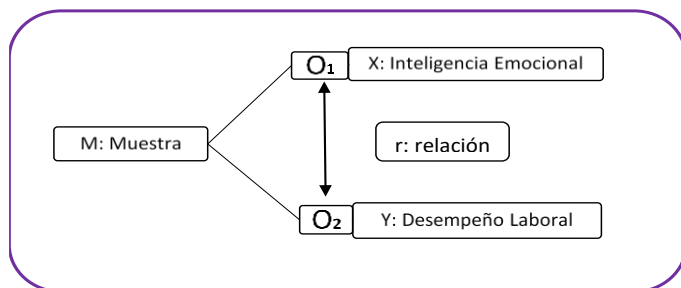 O₁ X: Inteligencia Emocional
M: Muestra
r: relación
O₂ Y: Desempeño Laboral